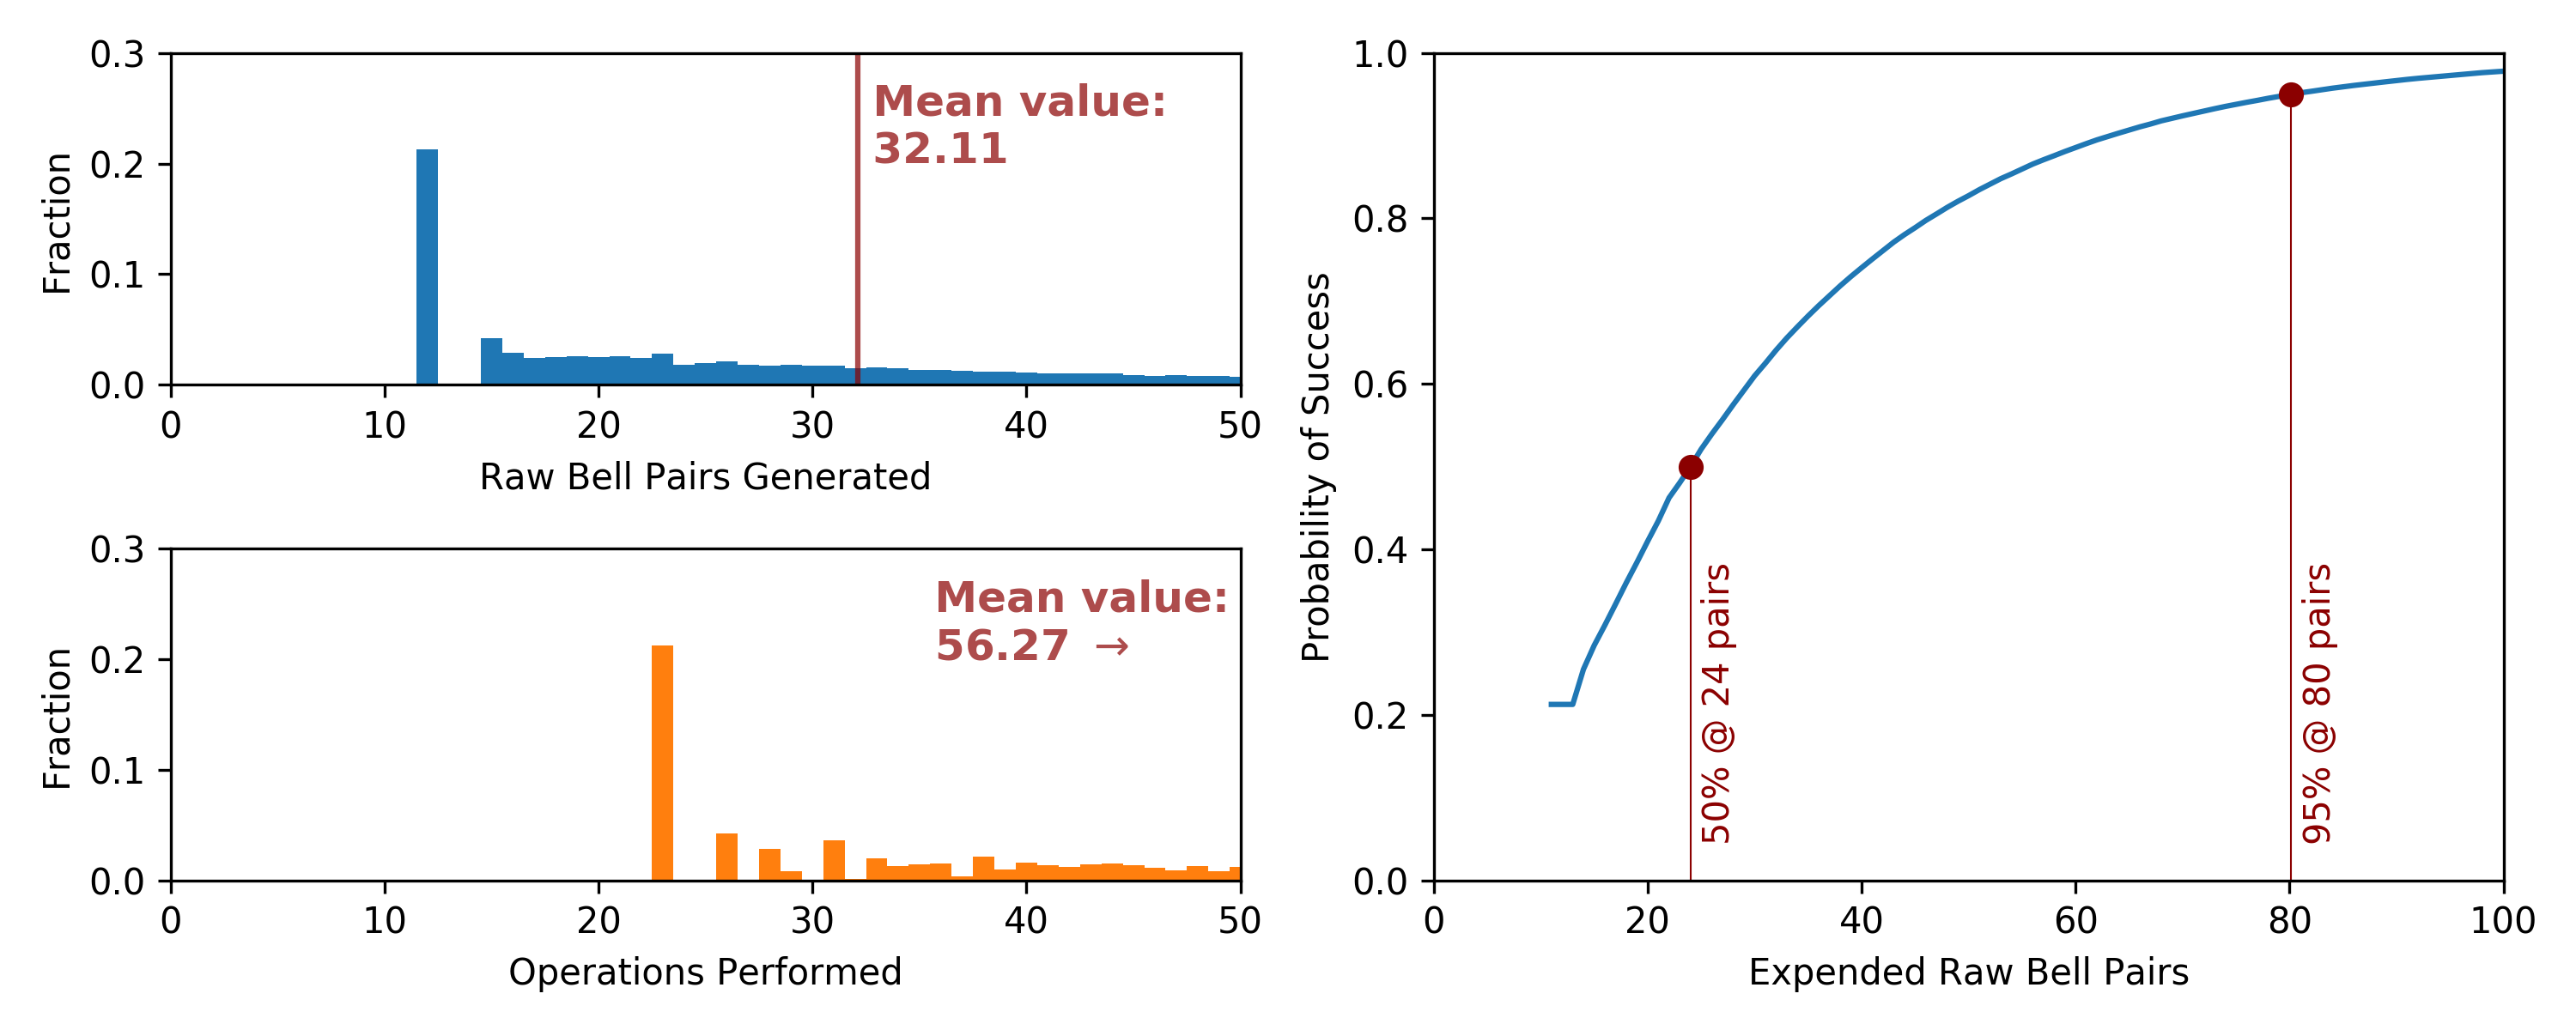 0.3
0.2
0.1
0.0
Fraction
Mean value:
32.11
0 10 20 30 40 50
Raw Bell Pairs Generated
0.3
0.2
0.1
0.0
Fraction
Mean value:
56.27 →
0 10 20 30 40 50
Operations Performed
1.0
0.8
0.6
0.4
0.2
0.0
Probability of Success
50% @ 24 pairs
95% @ 80 pairs
0 20 40 60 80 100
Expended Raw Bell Pairs